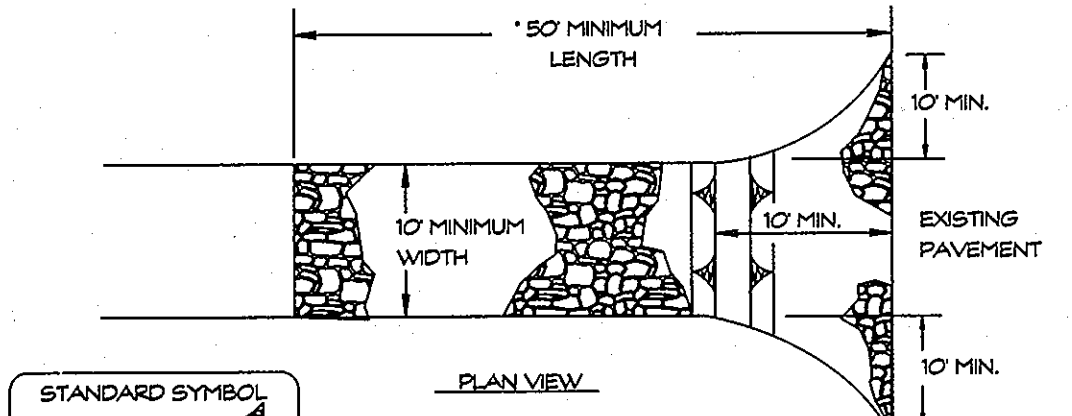 * 50' MINIMUM
LENGTH
10' MIN.
10' MINIMUM
WIDTH
10' MIN.
EXISTING
PAVEMENT
10' MIN.
PLAN VIEW
STANDARD SYMBOL